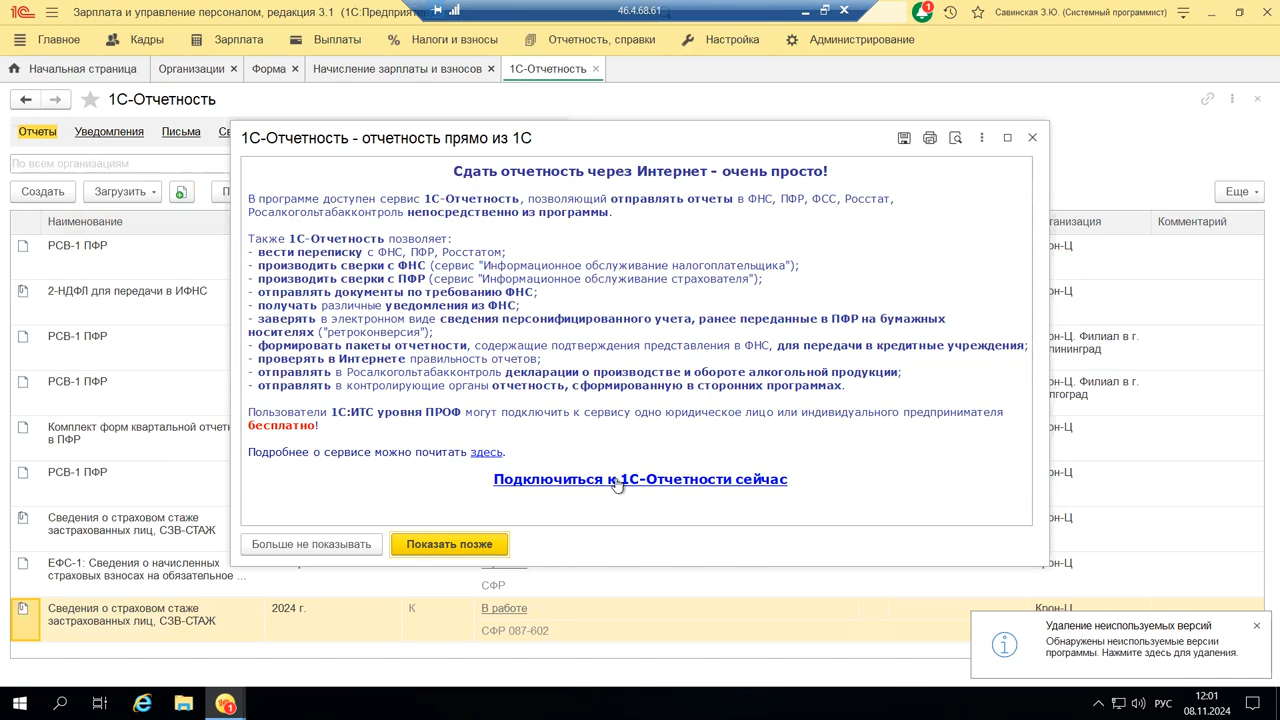 Зарплата и управление персоналом, редакция 3.1 (1С:Предприятие
46.4.68.61
1
Савинская З.Ю. (Системный программист)
Главное
Кадры
Зарплата
Выплаты
Налоги и взносы
Отчетность, справки
Настройка
Администрирование
Начальная страница
Организации
Форма
Начисление зарплаты и взносов
1С-Отчетность
1С-Отчетность
Отчеты
Уведомления
Письма
По всем организациям
Создать
Загрузить
Еще
Наименование
Комментарий
РСВ-1 ПФР
2-НДФЛ для передачи в ИФНС
РСВ-1 ПФР
РСВ-1 ПФР
Комплект форм квартальной отчетн
в ПФР
РСВ-1 ПФР
Сведения о страховом стаже
застрахованных лиц, СЗВ-СТАЖ
ЕФС-1: Сведения о начисленных
страховых взносах на обязательное ...
СФР
Сведения о страховом стаже
застрахованных лиц, СЗВ-СТАЖ
2024 г.
К
В работе
СФР 087-602
Крон-Ц
1С-Отчетность - отчетность прямо из 1С
Сдать отчетность через Интернет - очень просто!
В программе доступен сервис 1С-Отчетность, позволяющий отправлять отчеты в ФНС, ПФР, ФСС, Росстат,
Росалкогольтабакконтроль непосредственно из программы.
Также 1С-Отчетность позволяет:
- вести переписку с ФНС, ПФР, Росстатом;
- производить сверки с ФНС (сервис "Информационное обслуживание налогоплательщика");
- производить сверки с ПФР (сервис "Информационное обслуживание страхователя");
- отправлять документы по требованию ФНС;
- получать различные уведомления из ФНС;
- заверять в электронном виде сведения персонифицированного учета, ранее переданные в ПФР на бумажных
носителях ("ретроконверсия");
- формировать пакеты отчетности, содержащие подтверждения представления в ФНС, для передачи в кредитные учреждения;
- проверять в Интернете правильность отчетов;
- отправлять в Росалкогольтабакконтроль декларации о производстве и обороте алкогольной продукции;
- отправлять в контролирующие органы отчетность, сформированную в сторонних программах.
Пользователи 1С:ИТС уровня ПРОФ могут подключить к сервису одно юридическое лицо или индивидуального предпринимателя
бесплатно!
Подробнее о сервисе можно почитать здесь.
Подключиться к 1С-Отчетности сейчас
Больше не показывать
Показать позже
Удаление неиспользуемых версий
Обнаружены неиспользуемые версии
программы. Нажмите здесь для удаления.
1
РУС
12:01
08.11.2024